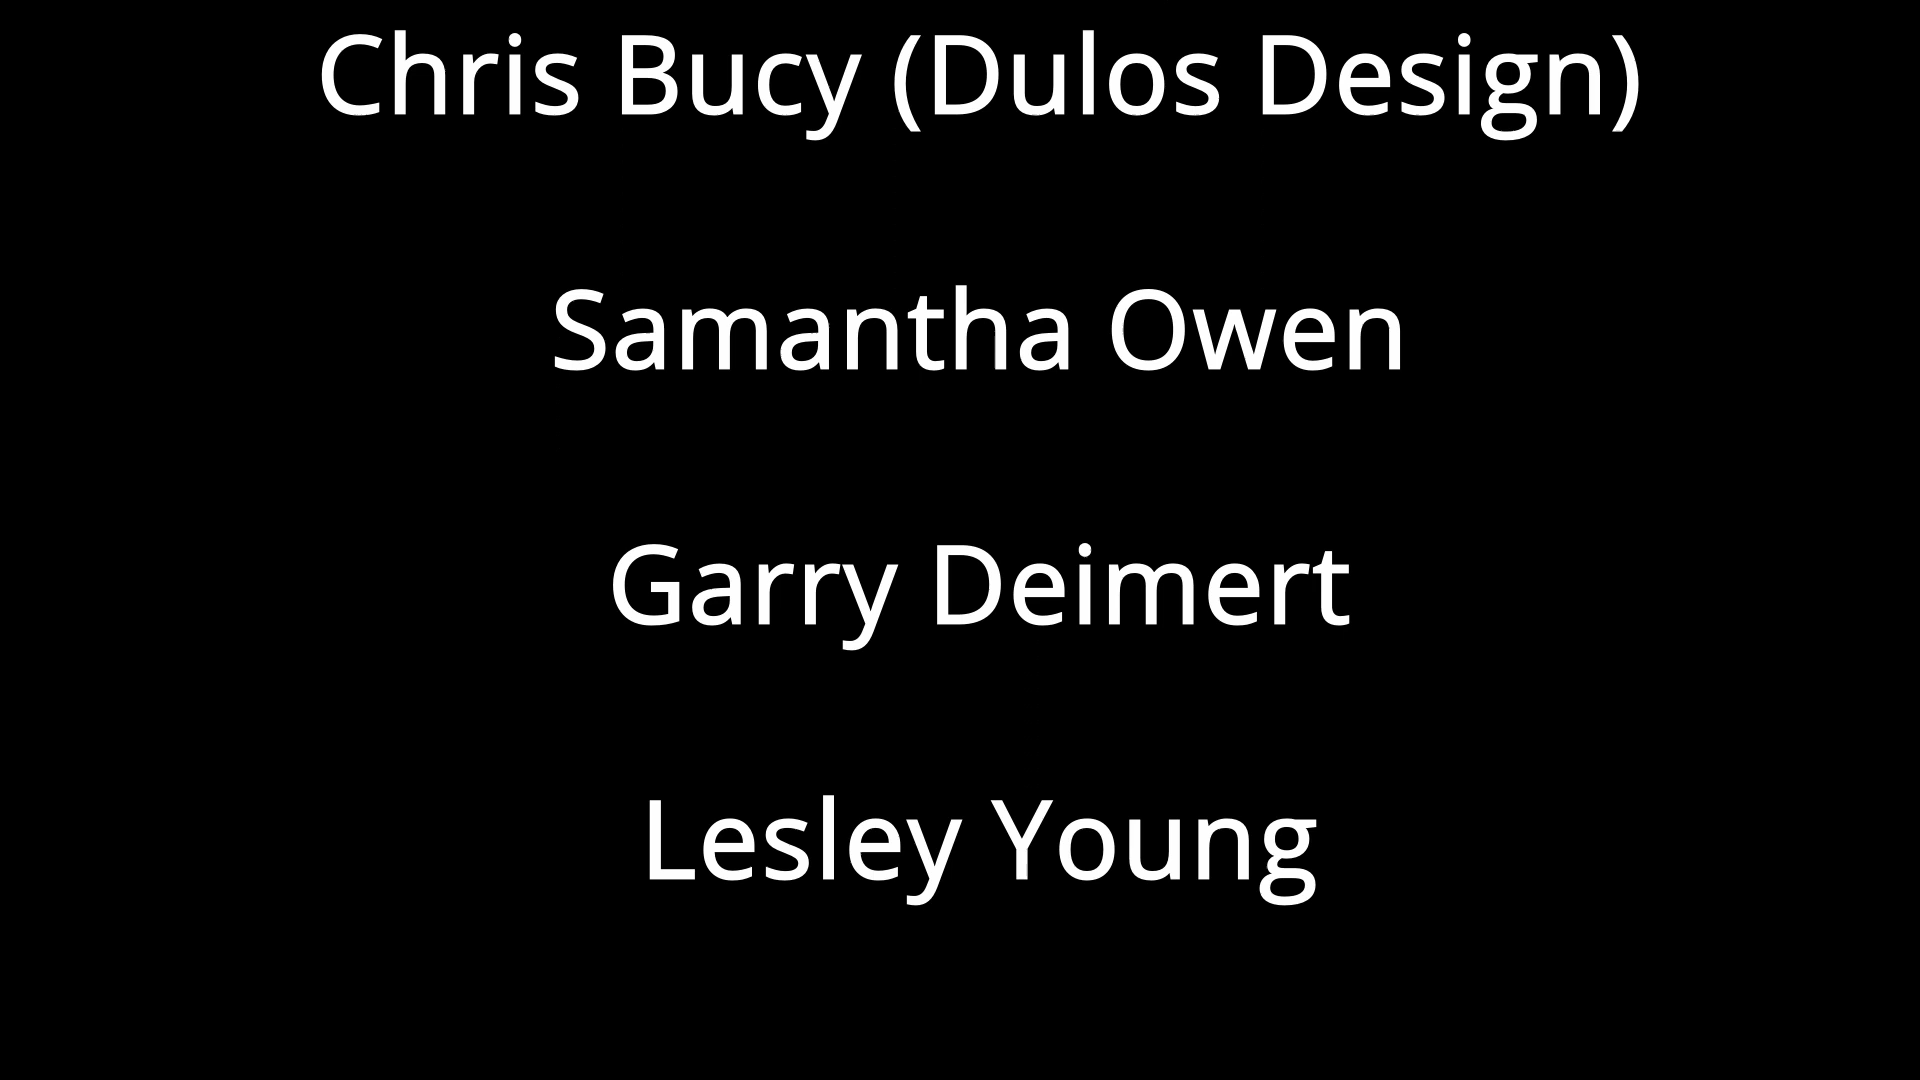 Chris Bucy (Dulos Design)
Samantha Owen
Garry Deimert
Lesley Young